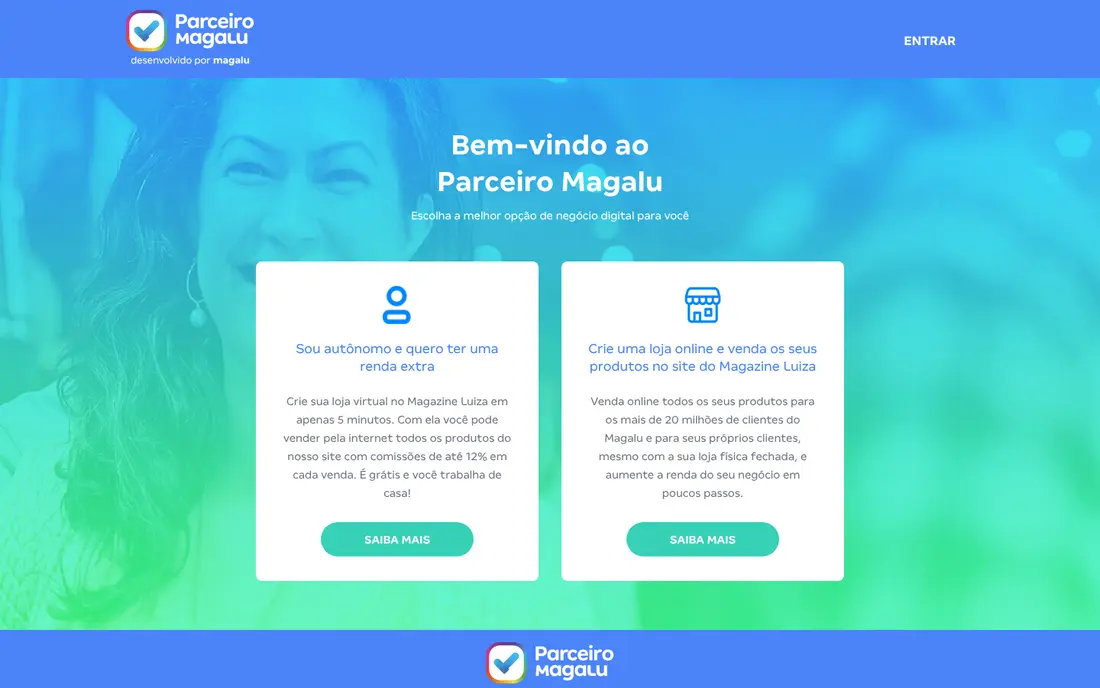 Parceiro
Magalu
desenvolvido por magalu
ENTRAR
Bem-vindo ao
Parceiro Magalu
Escolha a melhor opção de negócio digital para você
Sou autônomo e quero ter uma
renda extra
Crie sua loja virtual no Magazine Luiza em
apenas 5 minutos. Com ela você pode
vender pela internet todos os produtos do
nosso site com comissões de até 12% em
cada venda. É grátis e você trabalha de
casa!
SAIBA MAIS
Crie uma loja online e venda os seus
produtos no site do Magazine Luiza
Venda online todos os seus produtos para
os mais de 20 milhões de clientes do
Magalu e para seus próprios clientes,
mesmo com a sua loja física fechada, e
aumente a renda do seu negócio em
poucos passos.
SAIBA MAIS
Parceiro
Magalu